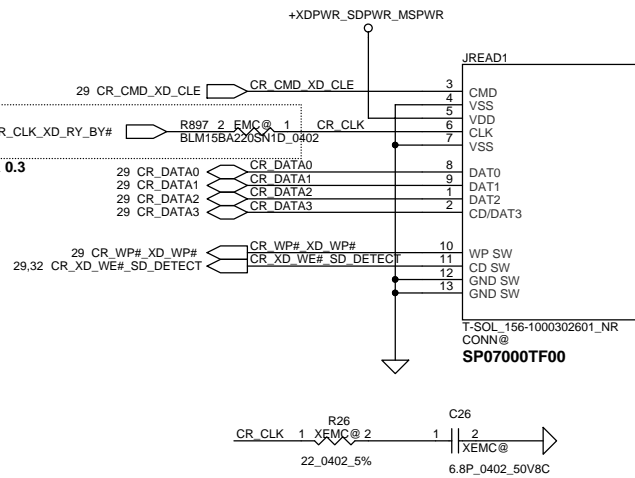 +XDPWR_SDPWR_MSPWR
JREAD1
29 CR_CMD_XD_CLE CR_CMD_XD_CLE 3 CMD
4 VSS
5 VDD
R_CLK_XD_RY_BY# R897 2 EMC@ 1 CR_CLK 6 CLK
BLM15BA220SN1D_0402
7 VSS
0.3
29 CR_DATA0 CR_DATA0 8 DAT0
29 CR_DATA1 CR_DATA1 9 DAT1
29 CR_DATA2 CR_DATA2 1 DAT2
29 CR_DATA3 CR_DATA3 2 CD/DAT3
29 CR_WP#_XD_WP# CR_WP#_XD_WP# 10 WP SW
29,32 CR_XD_WE#_SD_DETECT CR_XD_WE#_SD_DETECT 11 CD SW
12 GND SW
13 GND SW
T-SOL_156-1000302601_NR
CONN@
SP07000TF00
R26 C26
CR_CLK 1 XEMC@ 2 1 2
XEMC@
22_0402_5% 6.8P_0402_50V8C